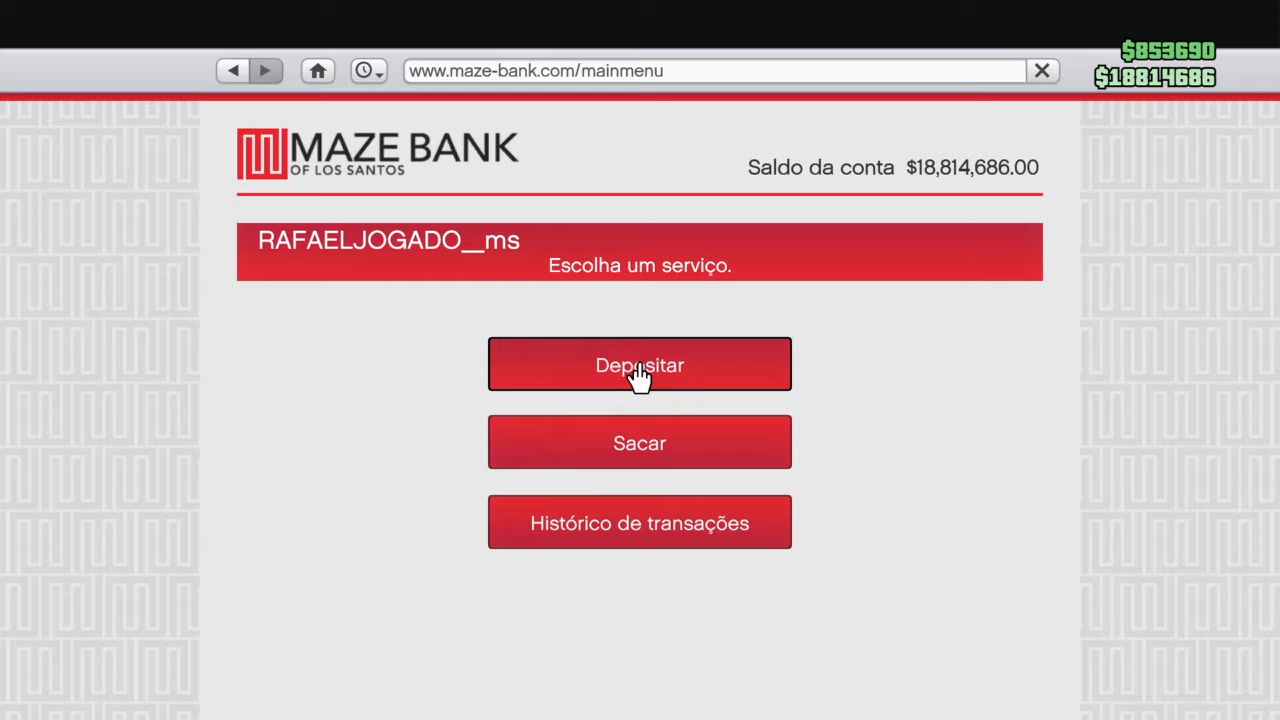 $853690
www.maze-bank.com/mainmenu
$18814686
MAZE BANK
OF LOS SANTOS
Saldo da conta $18,814,686.00
RAFAELJOGADO__ms
Escolha um serviço.
Depositar
Sacar
Histórico de transações